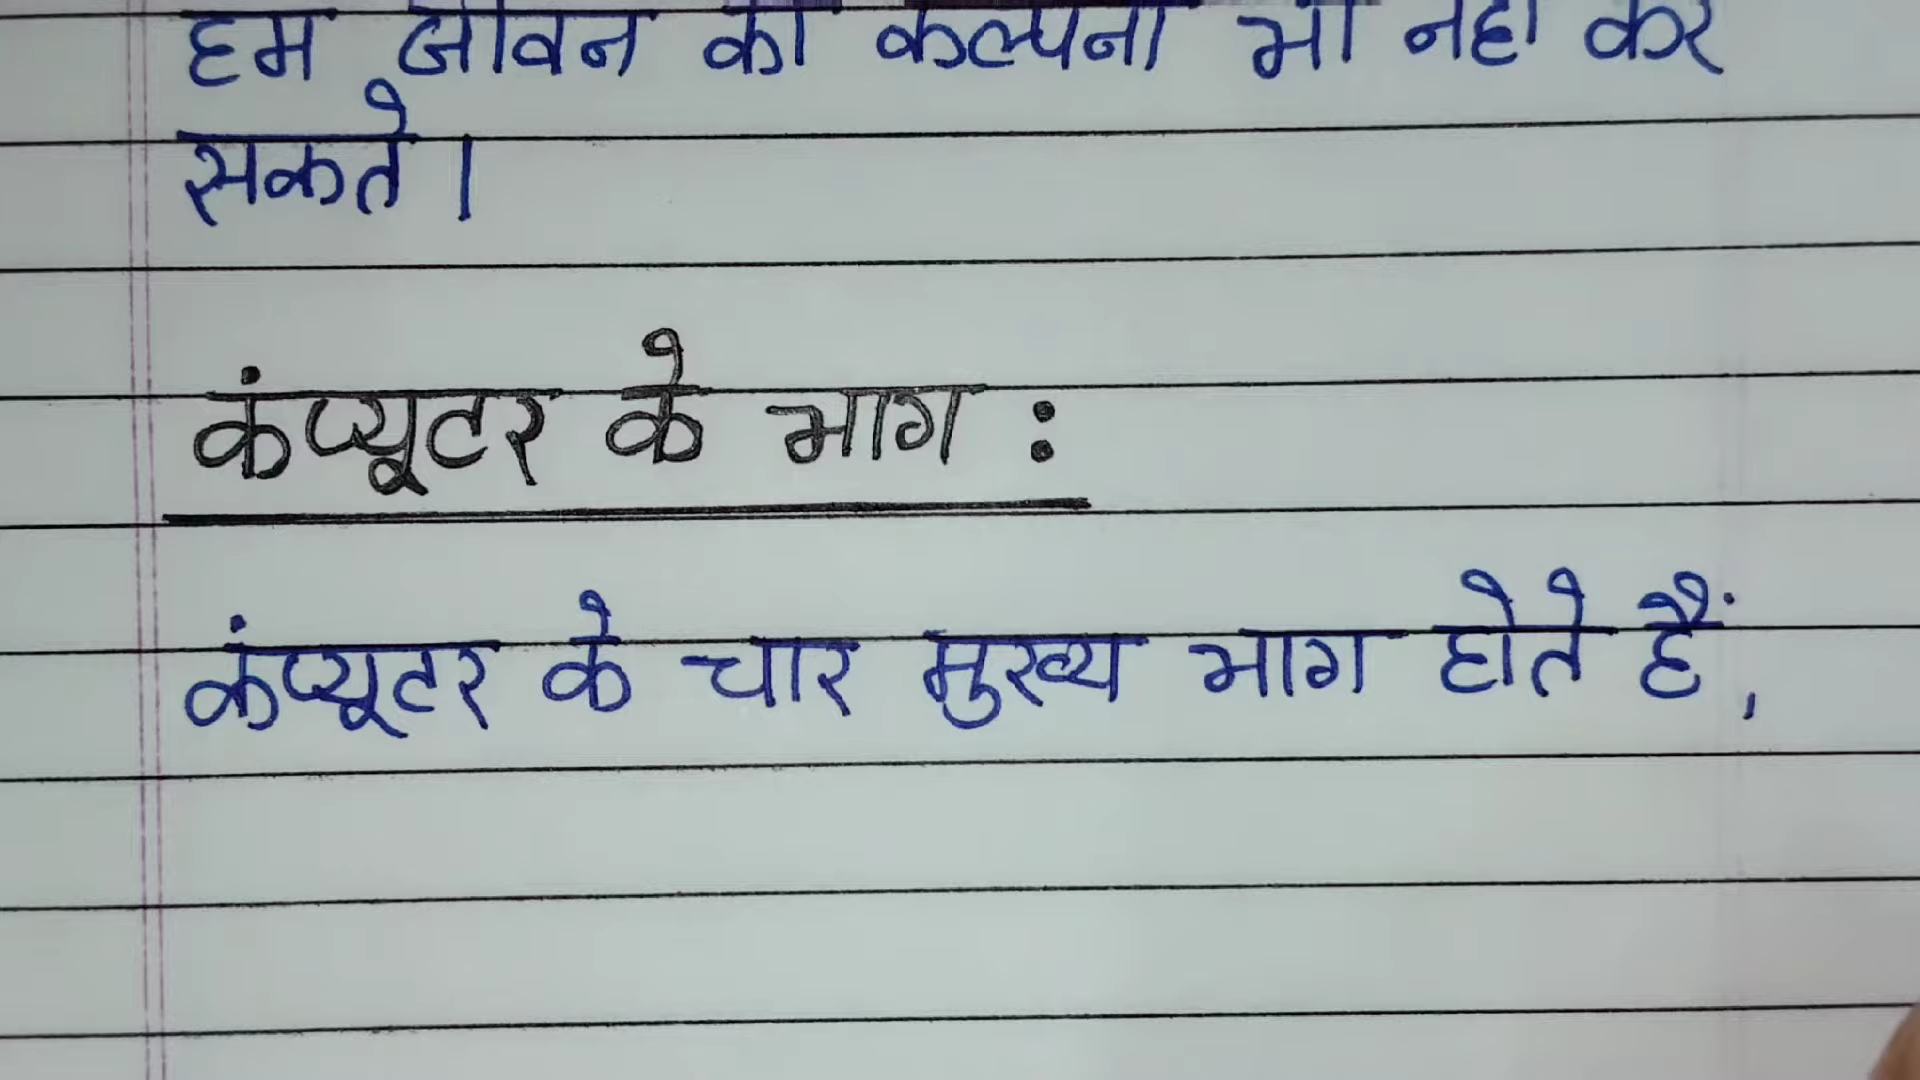 हम जीवन की कल्पना भी नहीं कर
सकते।
कंप्यूटर के भाग :
कंप्यूटर के चार मुख्य भाग होते हैं,